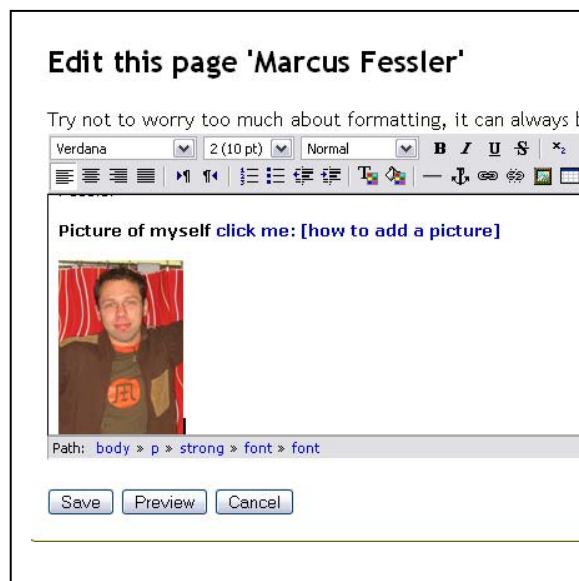 Edit this page 'Marcus Fessler'
Try not to worry too much about formatting, it can always
Verdana 2 (10 pt) Normal B I U S x₂
Picture of myself click me: [how to add a picture]
Path: body » p » strong » font » font
Save Preview Cancel